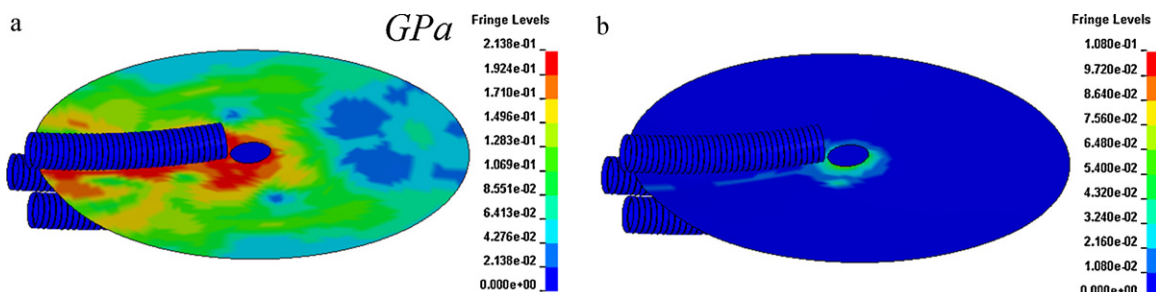 a
GPa
Fringe Levels
2.138e-01
1.924e-01
1.710e-01
1.496e-01
1.283e-01
1.069e-01
8.551e-02
6.413e-02
4.276e-02
2.138e-02
0.000e+00
b
Fringe Levels
1.080e-01
9.720e-02
8.640e-02
7.560e-02
6.480e-02
5.400e-02
4.320e-02
3.240e-02
2.160e-02
1.080e-02
0.000e+00